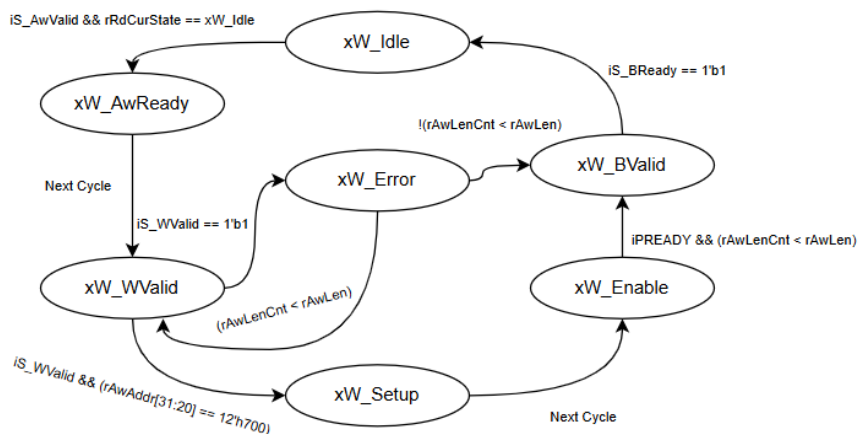 iS_AwValid && rRdCurState == xW_Idle
xW_Idle
iS_BReady == 1'b1
xW_AwReady
!(rAwLenCnt < rAwLen)
xW_Error
xW_BValid
Next Cycle
iS_WValid == 1'b1
iPREADY && (rAwLenCnt < rAwLen)
xW_WValid
(rAwLenCnt < rAwLen)
xW_Enable
iS_WValid && (rAwAddr[31:20] == 12'h700)
xW_Setup
Next Cycle